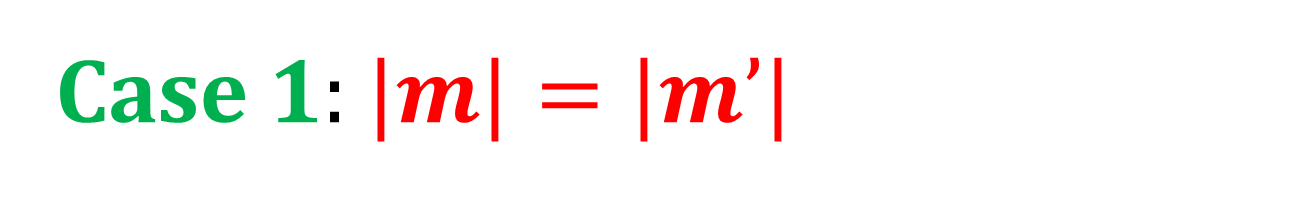 Case 1: |m| = |m’|